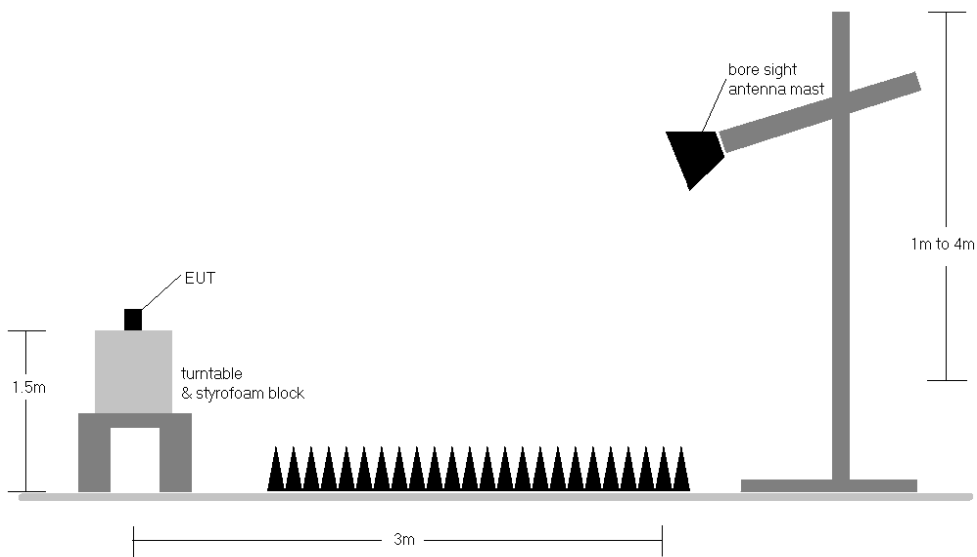 bore sight
antenna mast
1m to 4m
EUT
1.5m
turntable
& styrofoam block
3m